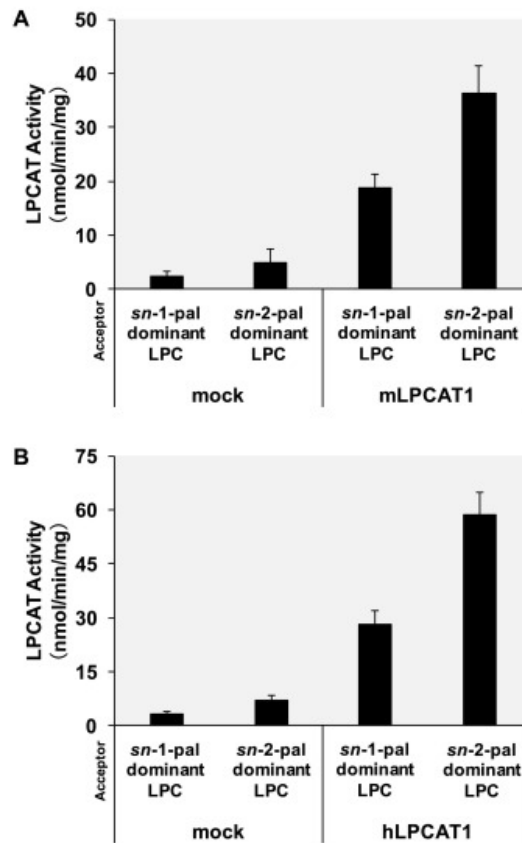 A
LPCAT Activity
(nmol/min/mg)
50
40
30
20
10
0
Acceptor
sn-1-pal dominant LPC
sn-2-pal dominant LPC
sn-1-pal dominant LPC
sn-2-pal dominant LPC
mock
mLPCAT1
B
LPCAT Activity
(nmol/min/mg)
75
60
45
30
15
0
Acceptor
sn-1-pal dominant LPC
sn-2-pal dominant LPC
sn-1-pal dominant LPC
sn-2-pal dominant LPC
mock
hLPCAT1